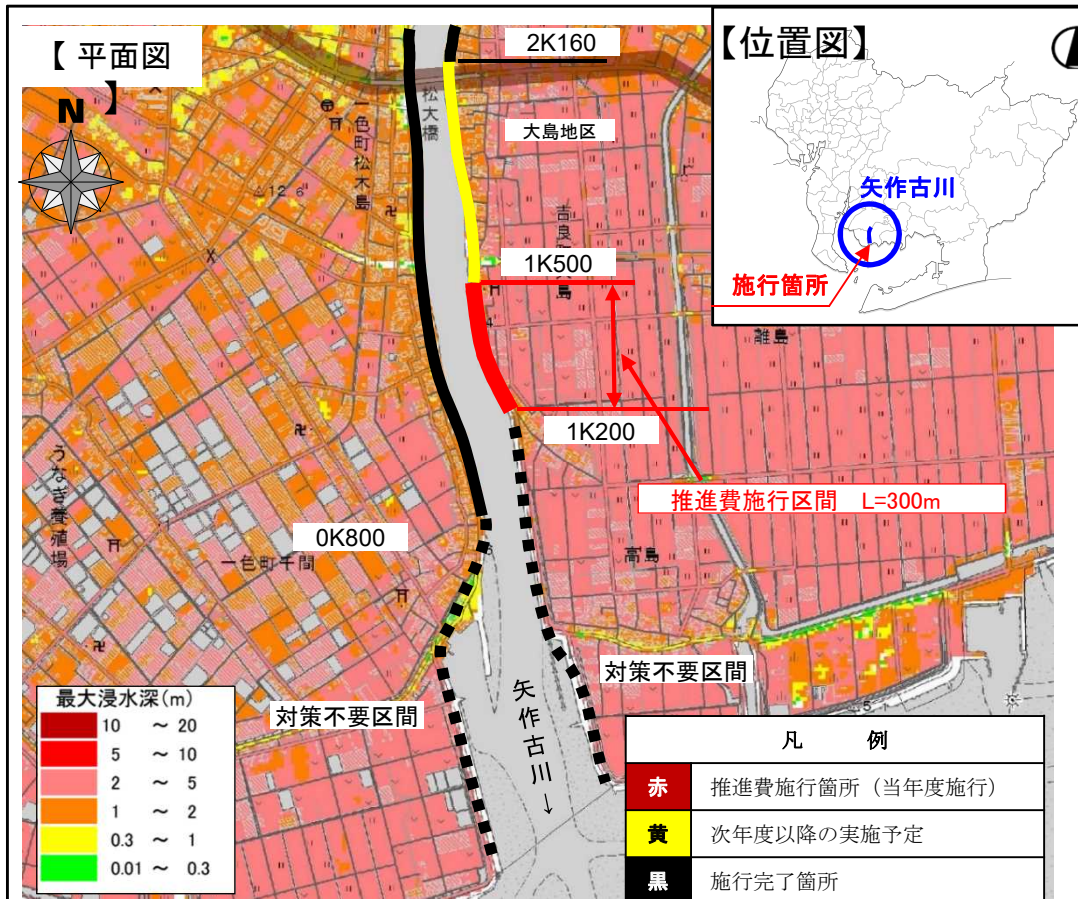 【 平面図
】
N
2K160
松大橋
一色町松木島
12.6
大島地区
1K500
1K200
推進費施行区間 L=300m
離島
高島
0K800
一色町千間
うなぎ養殖場
対策不要区間
対策不要区間
矢作古川
↓
【位置図】
矢作古川
施行箇所
最大浸水深(m)
10 ～ 20
5 ～ 10
2 ～ 5
1 ～ 2
0.3 ～ 1
0.01 ～ 0.3
凡 例
赤 推進費施行箇所（当年度施行）
黄 次年度以降の実施予定
黒 施行完了箇所